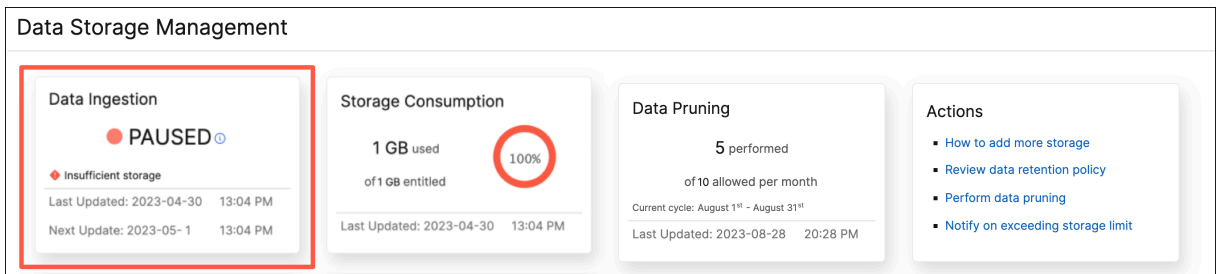 Data Storage Management
Data Ingestion
PAUSED
Insufficient storage
Last Updated: 2023-04-30 13:04 PM
Next Update: 2023-05- 1 13:04 PM
Storage Consumption
1 GB used
of 1 GB entitled
100%
Last Updated: 2023-04-30 13:04 PM
Data Pruning
5 performed
of 10 allowed per month
Current cycle: August 1st - August 31st
Last Updated: 2023-08-28 20:28 PM
Actions
How to add more storage
Review data retention policy
Perform data pruning
Notify on exceeding storage limit